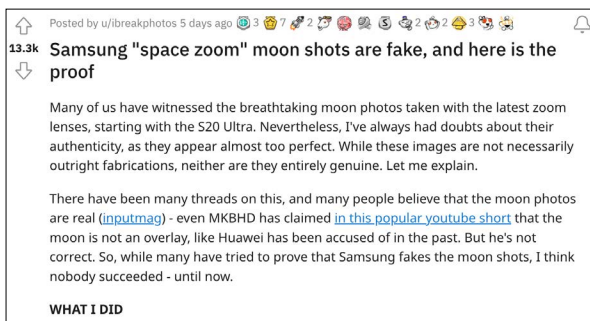 Posted by u/ibreakphotos 5 days ago 3 7 2 S 2 2 3
13.3k Samsung "space zoom" moon shots are fake, and here is the
proof
Many of us have witnessed the breathtaking moon photos taken with the latest zoom
lenses, starting with the S20 Ultra. Nevertheless, I've always had doubts about their
authenticity, as they appear almost too perfect. While these images are not necessarily
outright fabrications, neither are they entirely genuine. Let me explain.
There have been many threads on this, and many people believe that the moon photos
are real (inputmag) - even MKBHD has claimed in this popular youtube short that the
moon is not an overlay, like Huawei has been accused of in the past. But he's not
correct. So, while many have tried to prove that Samsung fakes the moon shots, I think
nobody succeeded - until now.
WHAT I DID